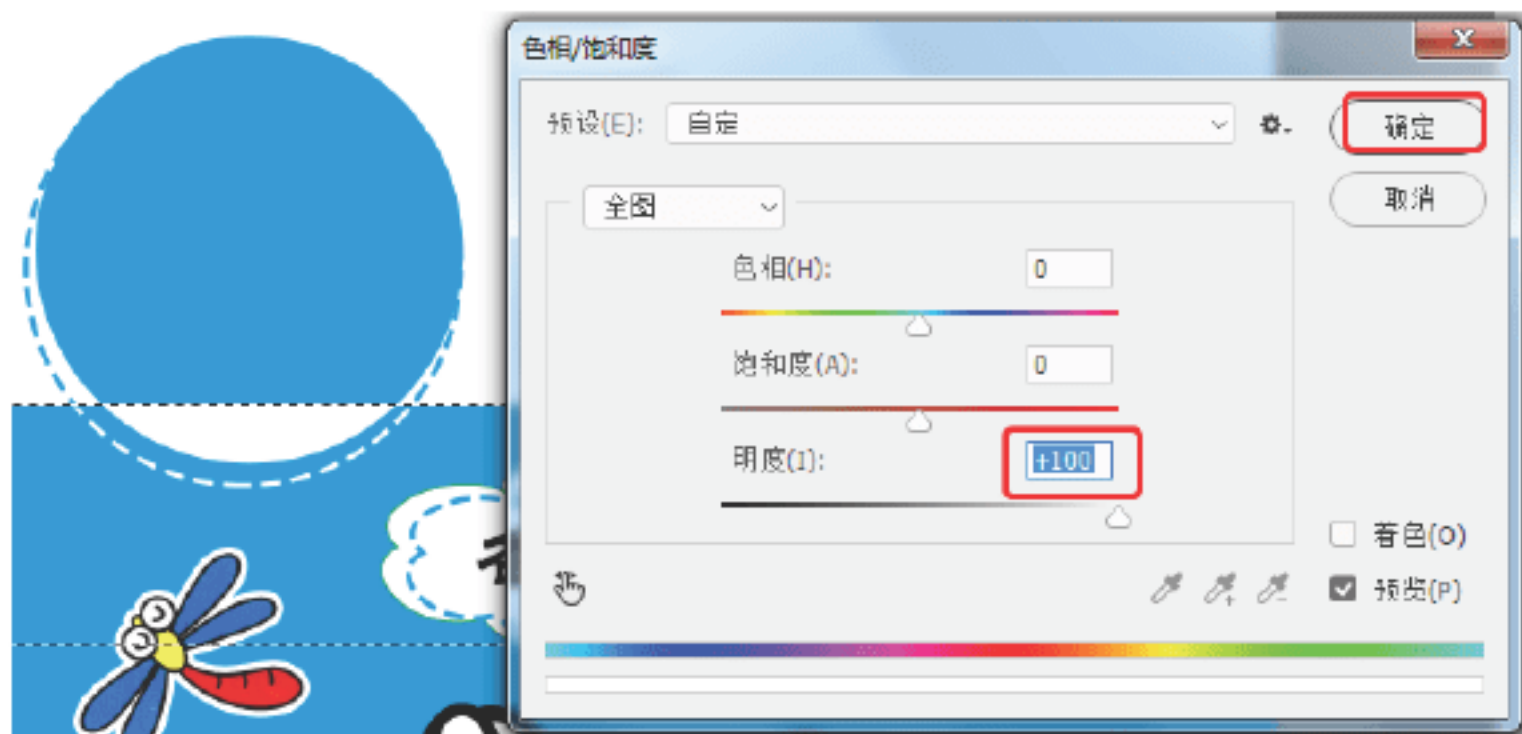 色相/饱和度
预设(E): 自定
确定
取消
全图
色相(H): 0
饱和度(A): 0
明度(I): +100
着色(O)
预览(P)